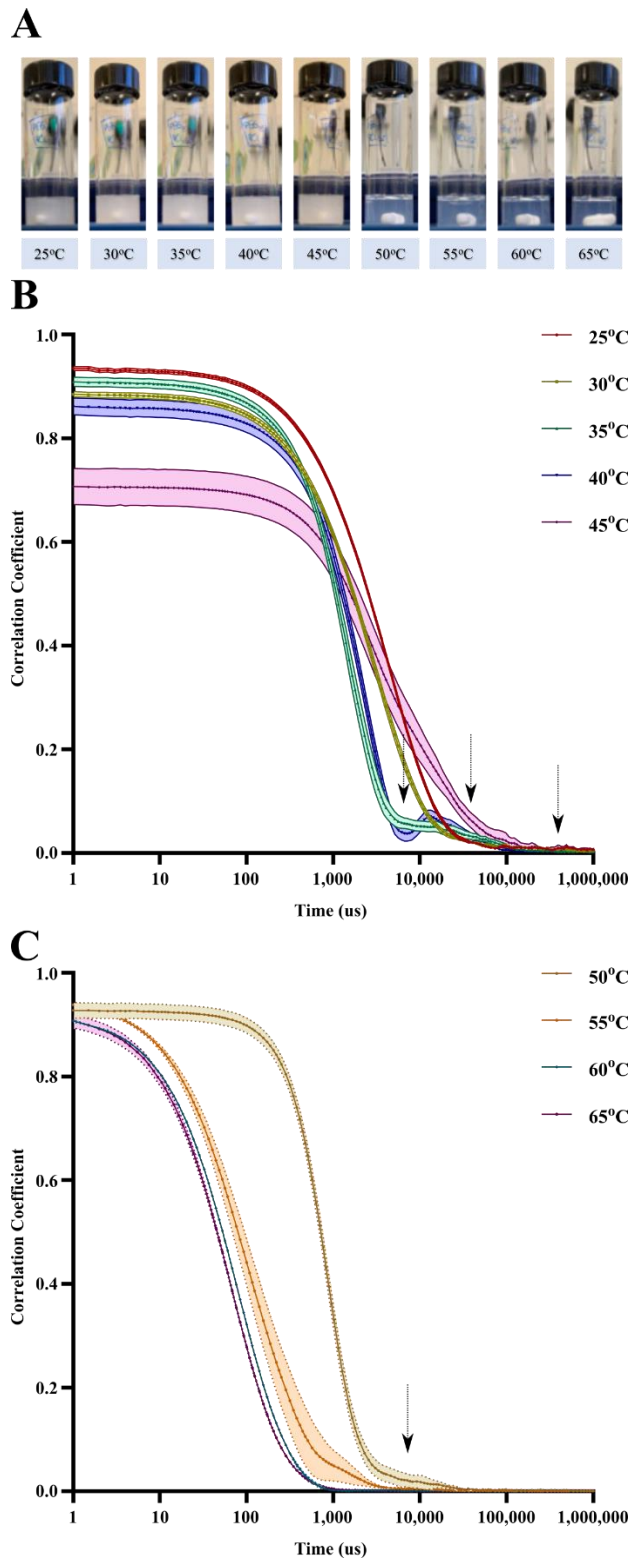 A
25°C 30°C 35°C 40°C 45°C 50°C 55°C 60°C 65°C
B
Correlation Coefficient
1.0
0.8
0.6
0.4
0.2
0.0
1 10 100 1,000 10,000 100,000 1,000,000
Time (us)
25°C
30°C
35°C
40°C
45°C
C
Correlation Coefficient
1.0
0.8
0.6
0.4
0.2
0.0
1 10 100 1,000 10,000 100,000 1,000,000
Time (us)
50°C
55°C
60°C
65°C